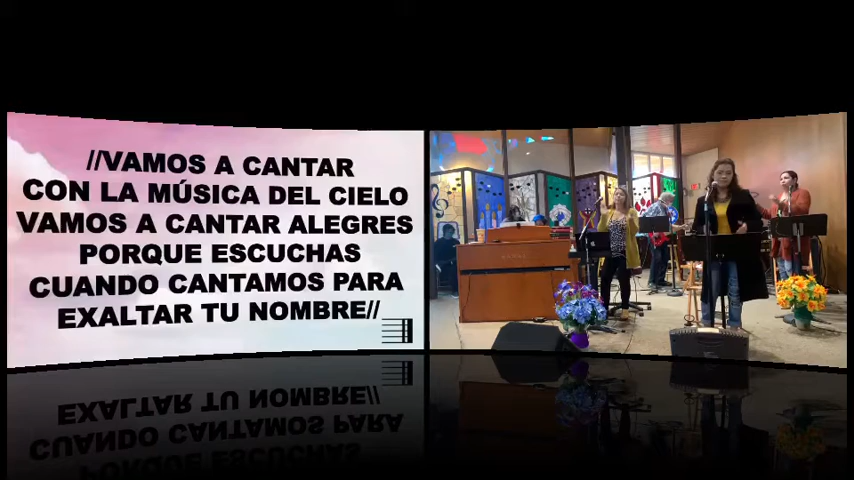 //VAMOS A CANTAR
CON LA MÚSICA DEL CIELO
VAMOS A CANTAR ALEGRES
PORQUE ESCUCHAS
CUANDO CANTAMOS PARA
EXALTAR TU NOMBRE//